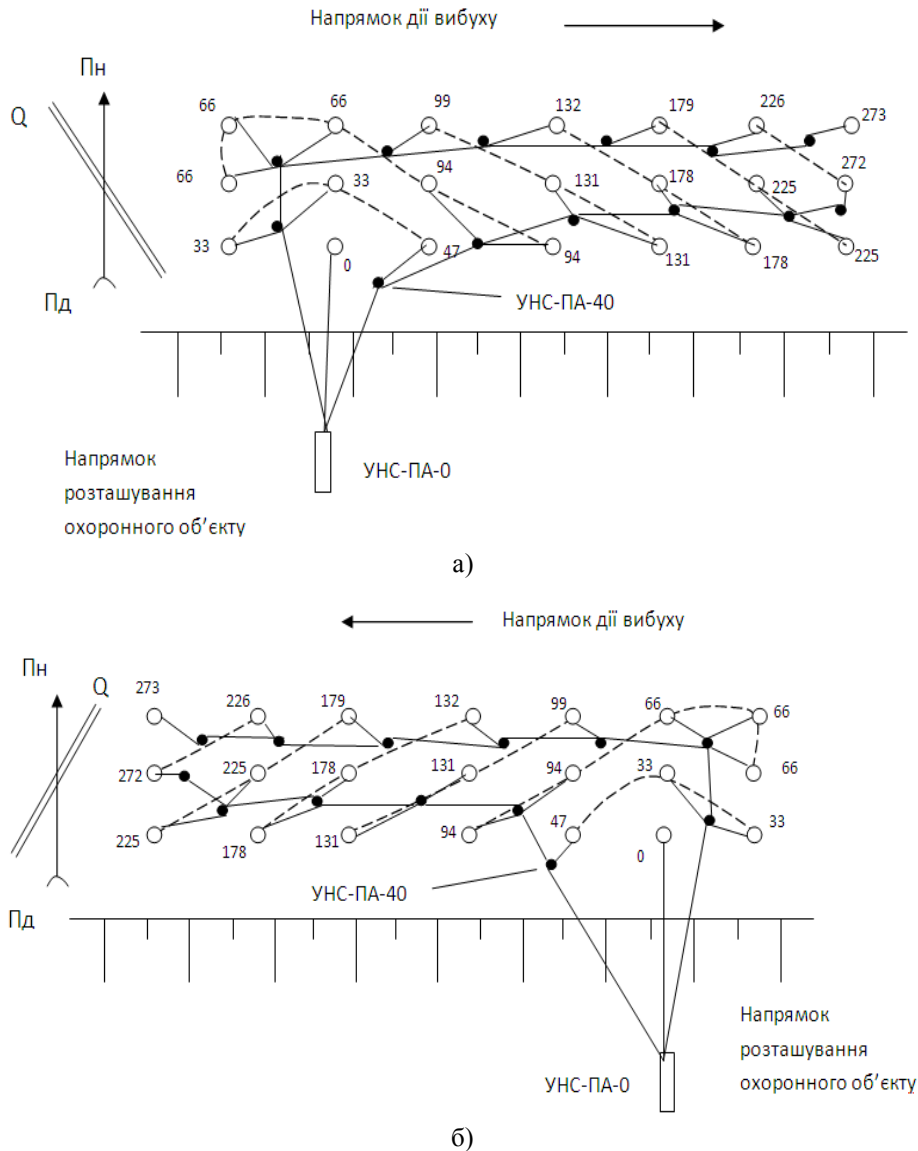 Напрямок дії вибуху
Пн
Q
66 66 99 132 179 226 273
66 33 94 131 178 225 272
33 0 47 94 131 178 225
Пд
УНС-ПА-40
Напрямок
розташування
охоронного об'єкту
УНС-ПА-0
а)
Напрямок дії вибуху
Пн
Q
273 226 179 132 99 66 66
272 225 178 131 94 33 66
225 178 131 94 47 0 33
УНС-ПА-40
Пд
Напрямок
розташування
охоронного об'єкту
УНС-ПА-0
б)